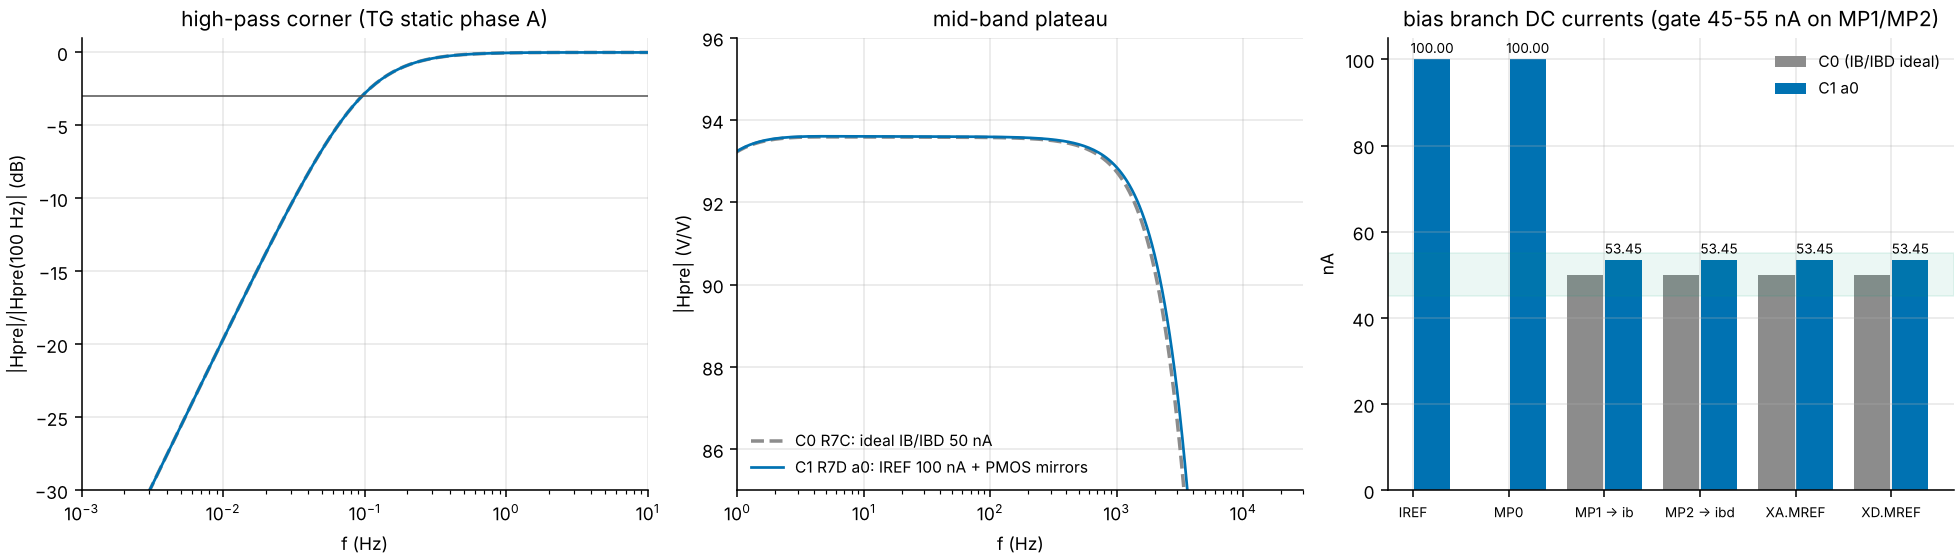 high-pass corner (TG static phase A)
|Hpre|/|Hpre(100 Hz)| (dB)
0
−5
−10
−15
−20
−25
−30
10⁻³
10⁻²
10⁻¹
10⁰
10¹
f (Hz)
mid-band plateau
|Hpre| (V/V)
96
94
92
90
88
86
C0 R7C: ideal IB/IBD 50 nA
C1 R7D a0: IREF 100 nA + PMOS mirrors
10⁰
10¹
10²
10³
10⁴
f (Hz)
bias branch DC currents (gate 45-55 nA on MP1/MP2)
nA
100
80
60
40
20
0
100.00
100.00
53.45
53.45
53.45
53.45
C0 (IB/IBD ideal)
C1 a0
IREF
MP0
MP1 → ib
MP2 → ibd
XA.MREF
XD.MREF